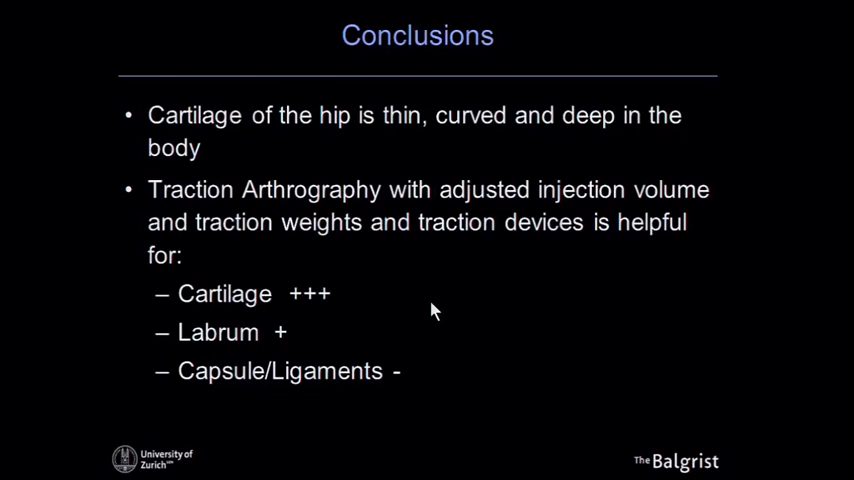 Conclusions
• Cartilage of the hip is thin, curved and deep in the
body
• Traction Arthrography with adjusted injection volume
and traction weights and traction devices is helpful
for:
– Cartilage +++
– Labrum +
– Capsule/Ligaments -
University of
Zurich
The Balgrist